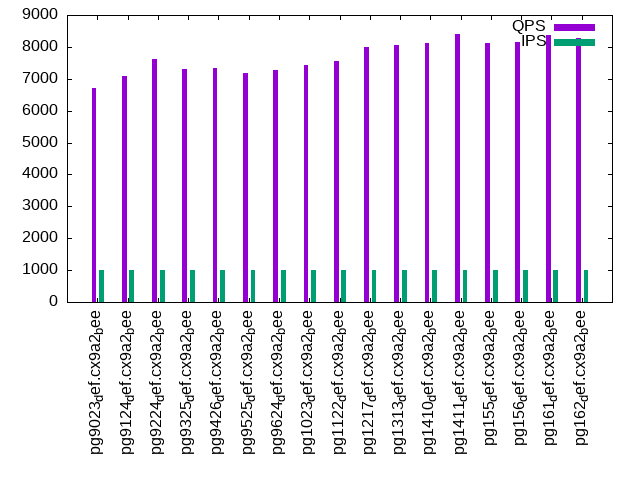 9000
8000
7000
6000
5000
4000
3000
2000
1000
0
QPS
IPS
pg9023def.cx9a2bee
pg9124def.cx9a2bee
pg9224def.cx9a2bee
pg9325def.cx9a2bee
pg9426def.cx9a2bee
pg9525def.cx9a2bee
pg9624def.cx9a2bee
pg1023def.cx9a2bee
pg1122def.cx9a2bee
pg1217def.cx9a2bee
pg1313def.cx9a2bee
pg1410def.cx9a2bee
pg1411def.cx9a2bee
pg155def.cx9a2bee
pg156def.cx9a2bee
pg161def.cx9a2bee
pg162def.cx9a2bee